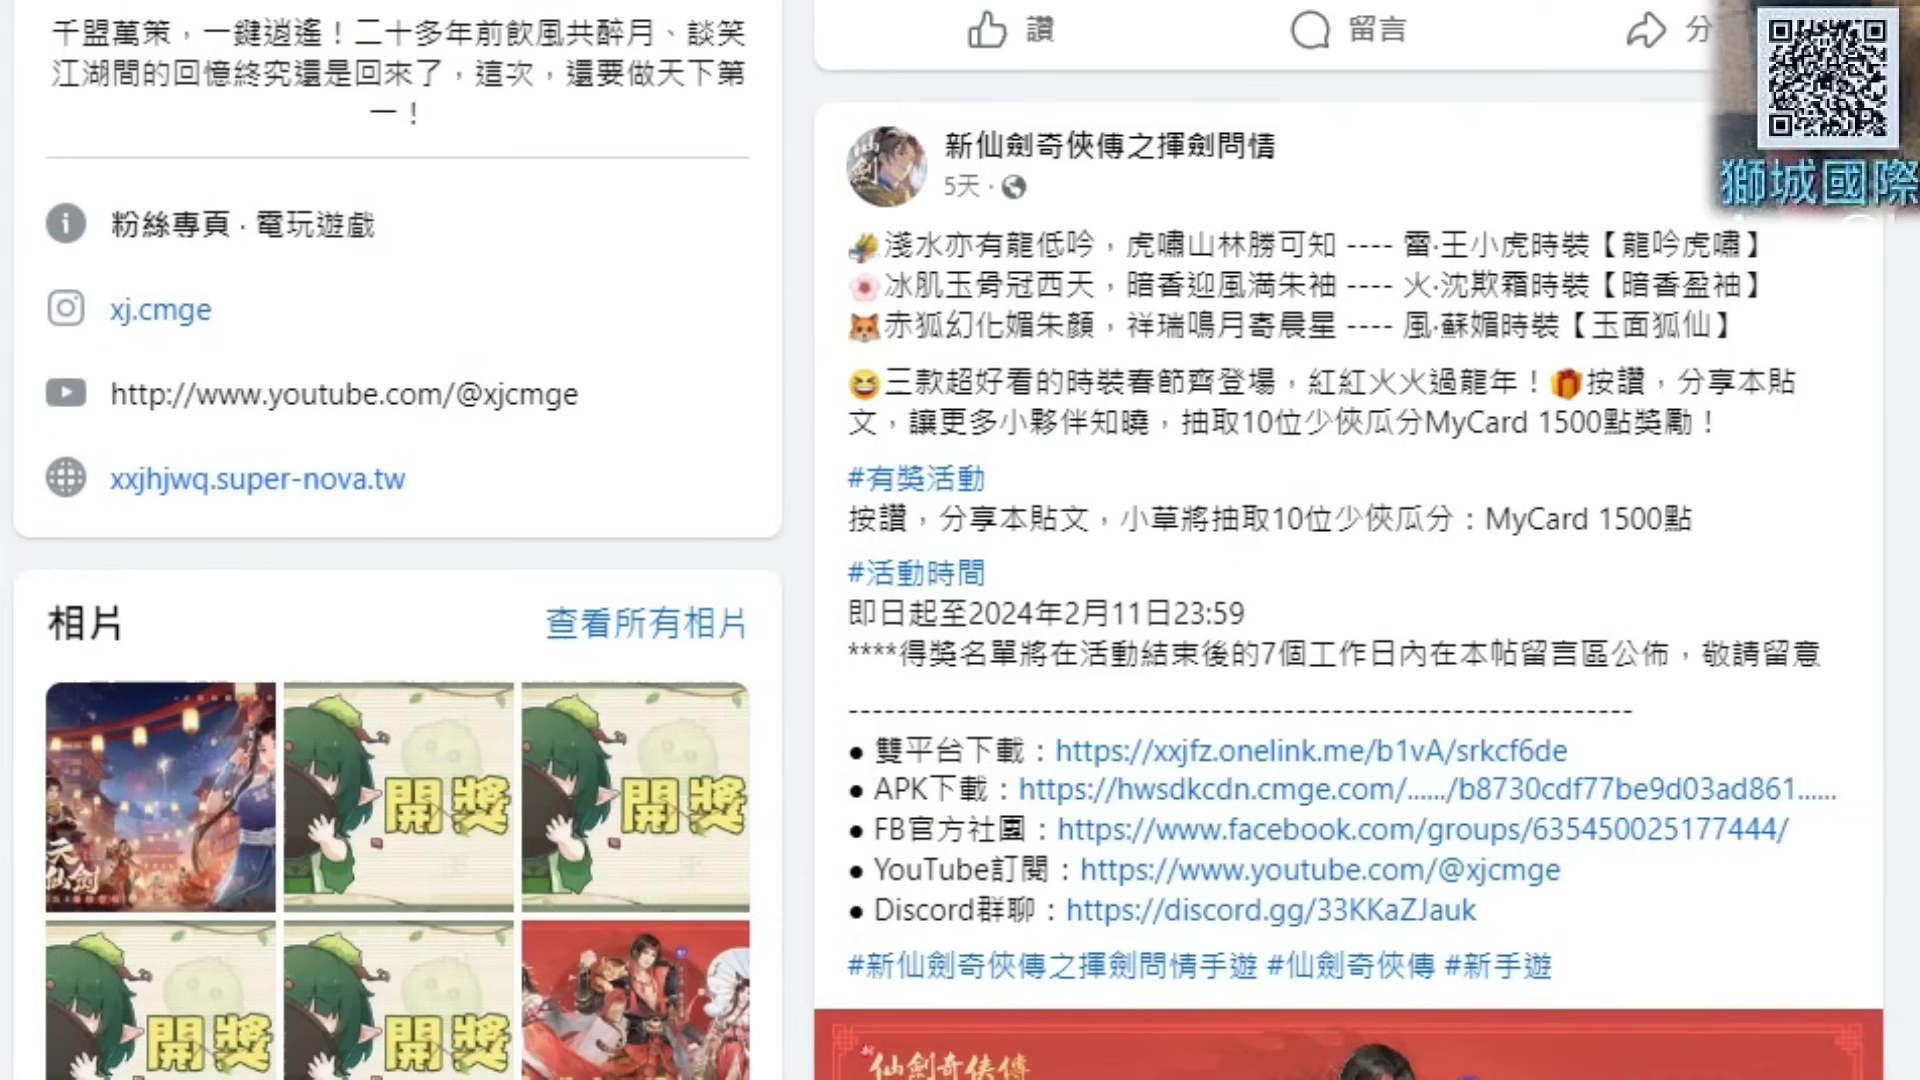 千盟萬策，一鍵逍遙！二十多年前飲風共醉月、談笑
江湖間的回憶終究還是回來了，這次，還要做天下第
一！
粉絲專頁 · 電玩遊戲
xj.cmge
http://www.youtube.com/@xjcmge
xxjhjwq.super-nova.tw
相片
查看所有相片
天
仙劍
開獎
開獎
開獎
開獎
讚
留言
分
獅城國際
仙劍
新仙劍奇俠傳之揮劍問情
5天 ·
淺水亦有龍低吟，虎嘯山林勝可知 ---- 雷·王小虎時裝【龍吟虎嘯】
冰肌玉骨冠西天，暗香迎風滿朱袖 ---- 火·沈欺霜時裝【暗香盈袖】
赤狐幻化媚朱顏，祥瑞鳴月寄晨星 ---- 風·蘇媚時裝【玉面狐仙】
三款超好看的時裝春節齊登場，紅紅火火過龍年！按讚，分享本貼
文，讓更多小夥伴知曉，抽取10位少俠瓜分MyCard 1500點獎勵！
#有獎活動
按讚，分享本貼文，小草將抽取10位少俠瓜分：MyCard 1500點
#活動時間
即日起至2024年2月11日23:59
****得獎名單將在活動結束後的7個工作日內在本帖留言區公佈，敬請留意
----------------------------------------------------------------
● 雙平台下載：https://xxjfz.onelink.me/b1vA/srkcf6de
● APK下載：https://hwsdkcdn.cmge.com/....../b8730cdf77be9d03ad861......
● FB官方社團：https://www.facebook.com/groups/635450025177444/
● YouTube訂閱：https://www.youtube.com/@xjcmge
● Discord群聊：https://discord.gg/33KKaZJauk
#新仙劍奇俠傳之揮劍問情手遊 #仙劍奇俠傳 #新手遊
新仙劍奇俠傳